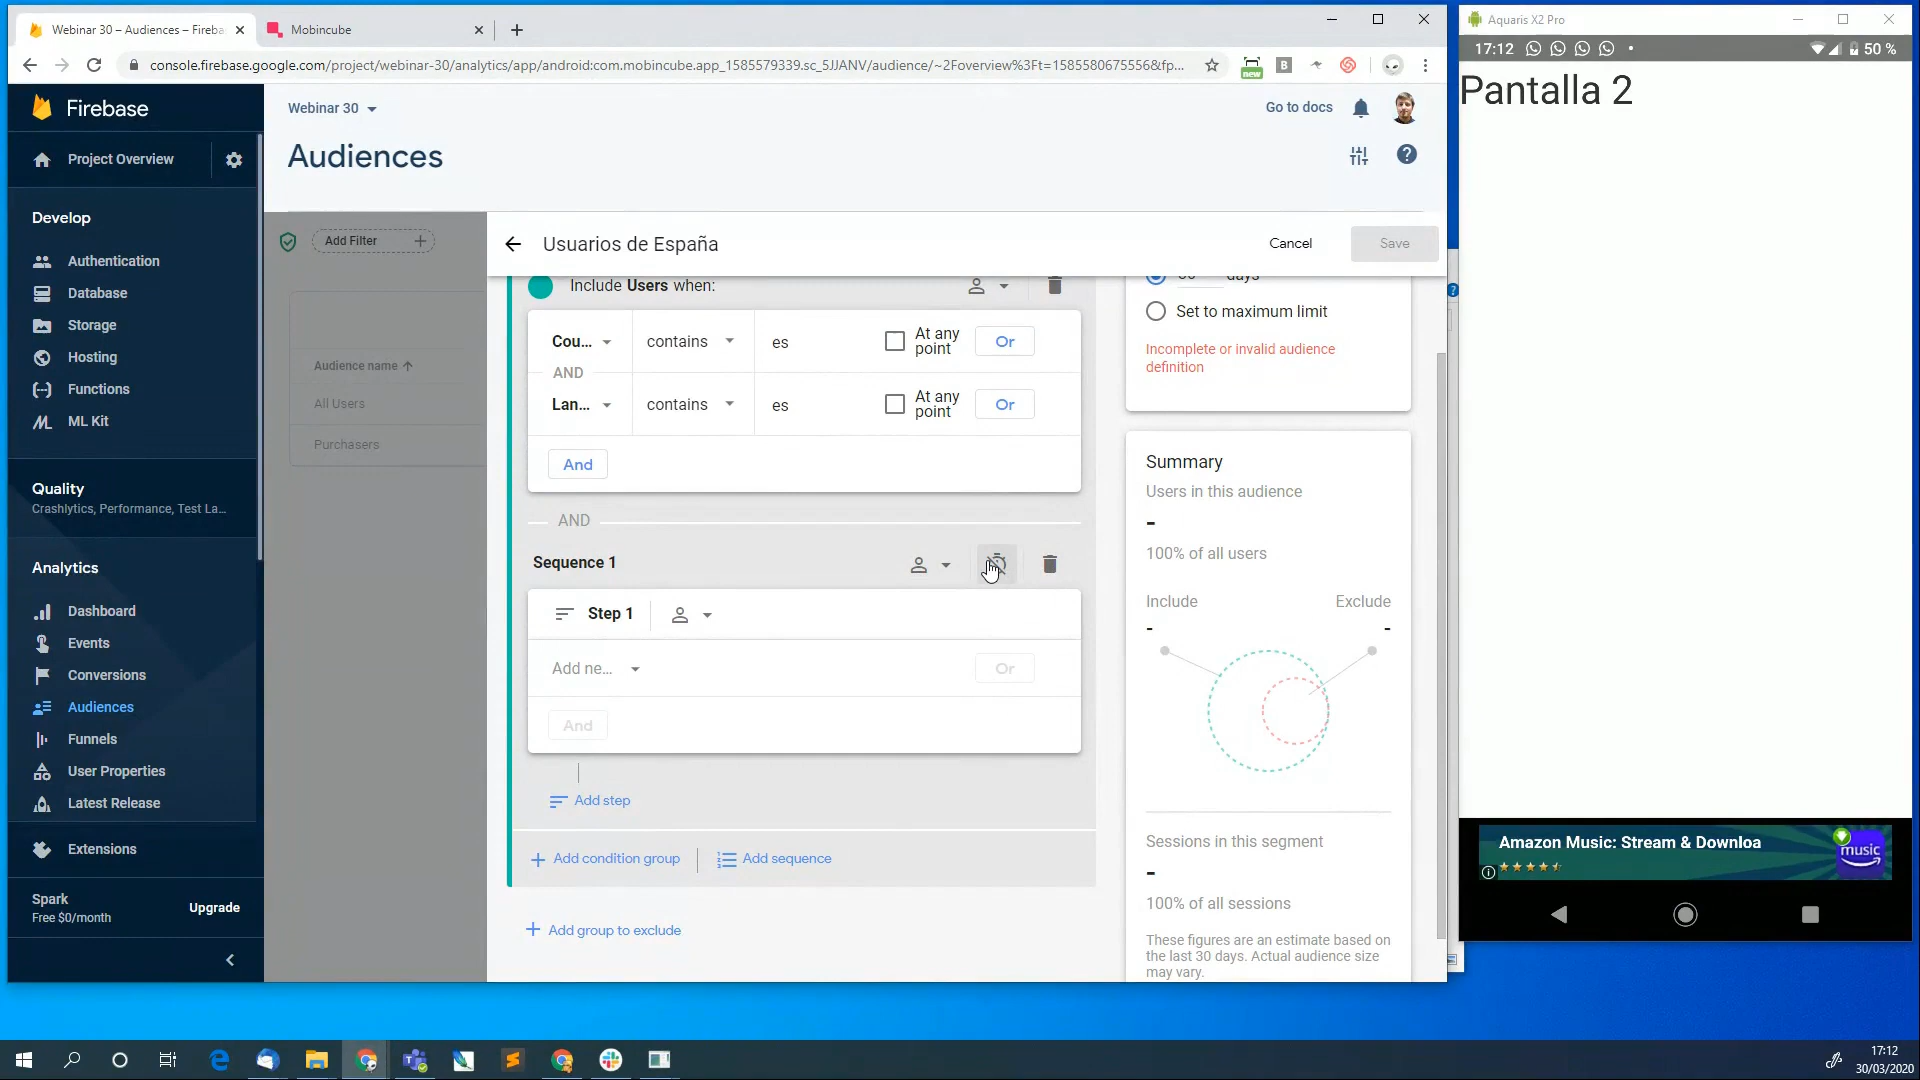 Webinar 30 – Audiences – Fireba
Mobincube
console.firebase.google.com/project/webinar-30/analytics/app/android:com.mobincube.app_1585579339.sc_5JJANV/audience/~2Foverview%3Ft=1585580675556&fp...
new
B
Firebase
Project Overview
Develop
Authentication
Database
Storage
Hosting
Functions
ML Kit
Quality
Crashlytics, Performance, Test La...
Analytics
Dashboard
Events
Conversions
Audiences
Funnels
User Properties
Latest Release
Extensions
Spark
Free $0/month
Upgrade
Webinar 30
Go to docs
Audiences
Add Filter
Audience name
All Users
Purchasers
Usuarios de España
Cancel
Save
Include Users when:
Cou...
contains
es
At any point
Or
AND
Lan...
contains
es
At any point
Or
And
AND
Sequence 1
Step 1
Add ne...
Or
And
Add step
Add condition group
Add sequence
Add group to exclude
days
Set to maximum limit
Incomplete or invalid audience
definition
Summary
Users in this audience
-
100% of all users
Include
Exclude
-
-
Sessions in this segment
-
100% of all sessions
These figures are an estimate based on
the last 30 days. Actual audience size
may vary.
Aquaris X2 Pro
17:12
50 %
Pantalla 2
Amazon Music: Stream & Downloa
music
17:12
30/03/2020